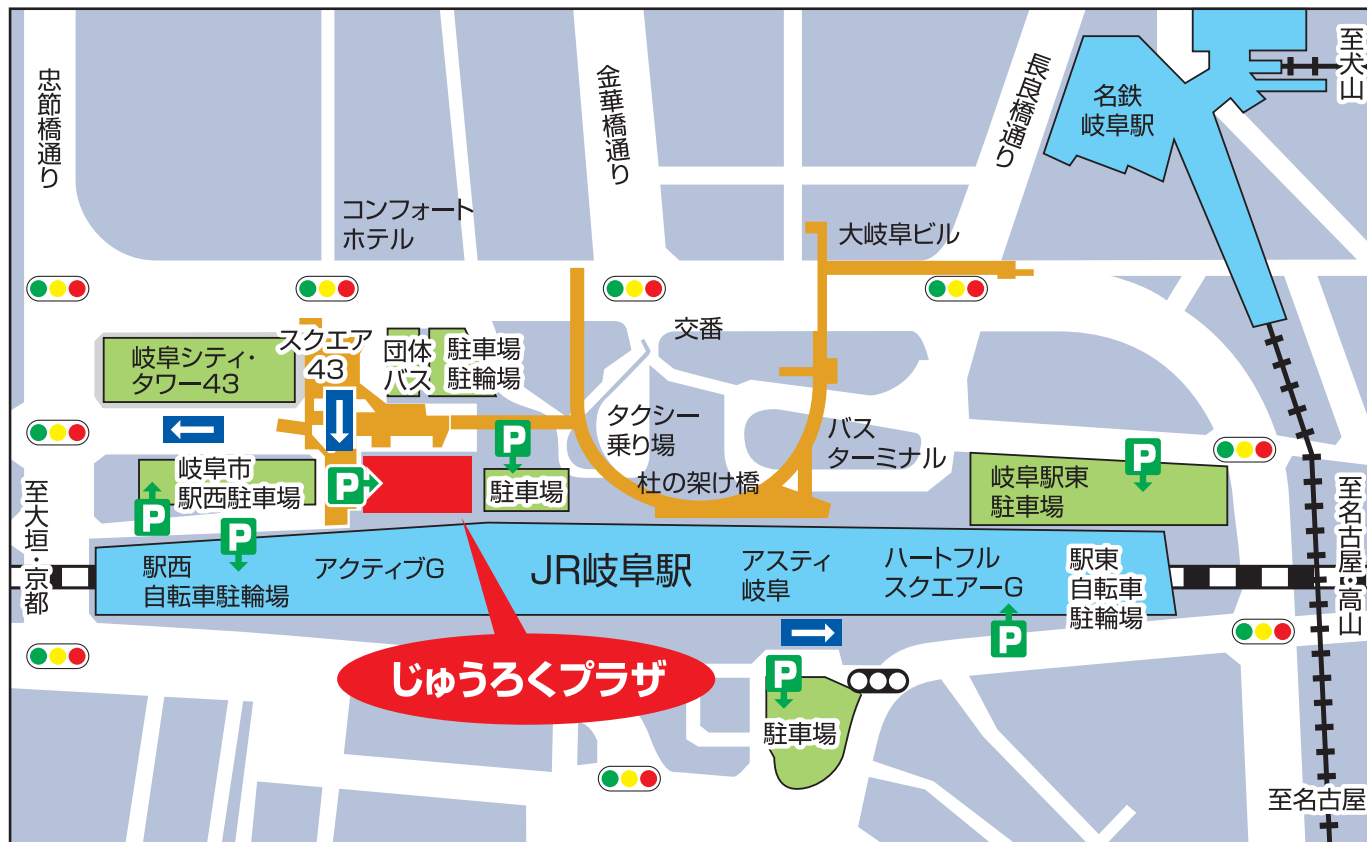 忠節橋通り
金華橋通り
長良橋通り
至犬山
名鉄
岐阜駅
コンフォート
ホテル
大岐阜ビル
交番
スクエア
43
団体
バス
駐車場
駐輪場
岐阜シティ・
タワー43
タクシー
乗り場
バス
ターミナル
杜の架け橋
P
駐車場
岐阜市
駅西駐車場
P
P
P
岐阜駅東
駐車場
P
至大垣・京都
至名古屋・高山
駅西
自転車駐輪場
アクティブG
JR岐阜駅
アスティ
岐阜
ハートフル
スクエアーG
駅東
自転車
駐輪場
P
じゅうろくプラザ
P
駐車場
至名古屋